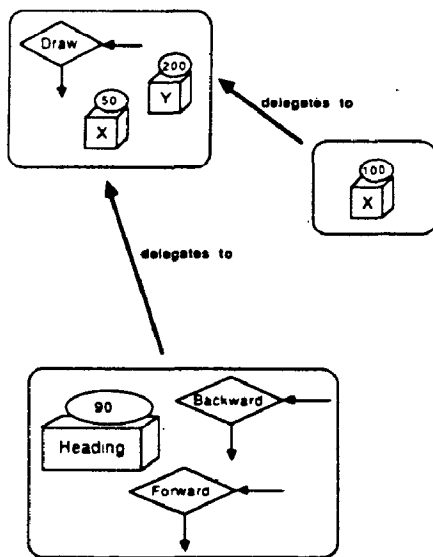 Draw
200
50
Y
X
delegates to
100
X
delegates to
90
Backward
Heading
Forward